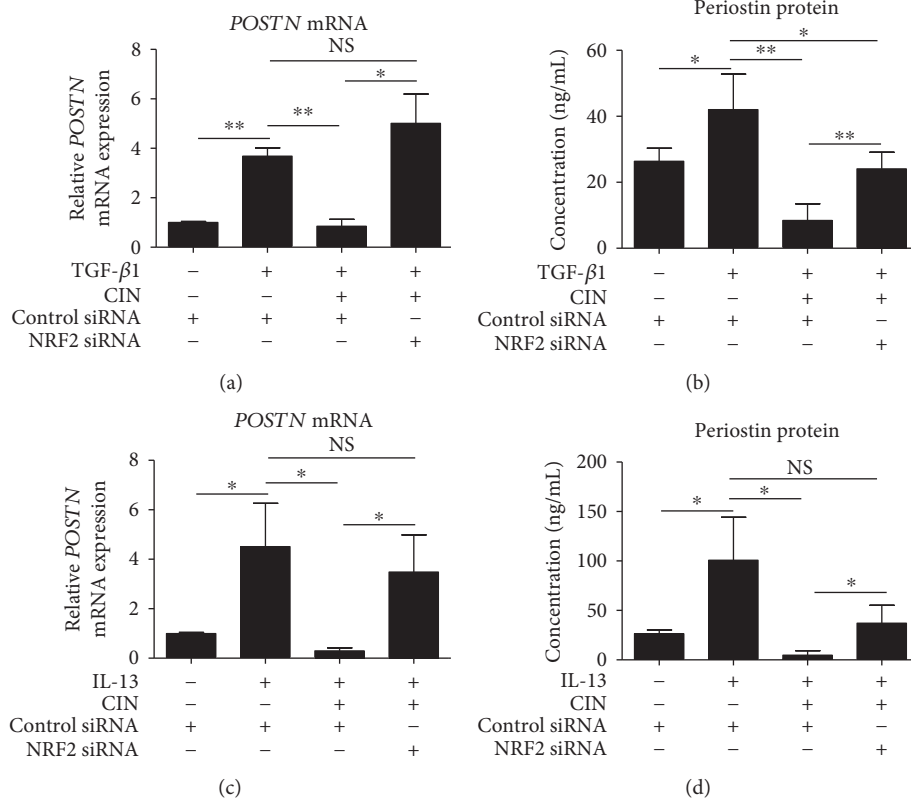 POSTN mRNA
NS
*
** **
8
6
4
2
0
Relative POSTN
mRNA expression
TGF-β1 − + + +
CIN − − + +
Control siRNA + + + −
NRF2 siRNA − − − +
(a)
Periostin protein
*
* **
**
60
40
20
0
Concentration (ng/mL)
TGF-β1 − + + +
CIN − − + +
Control siRNA + + + −
NRF2 siRNA − − − +
(b)
POSTN mRNA
NS
* *
*
8
6
4
2
0
Relative POSTN
mRNA expression
IL-13 − + + +
CIN − − + +
Control siRNA + + + −
NRF2 siRNA − − − +
(c)
Periostin protein
NS
* *
*
200
150
100
50
0
Concentration (ng/mL)
IL-13 − + + +
CIN − − + +
Control siRNA + + + −
NRF2 siRNA − − − +
(d)